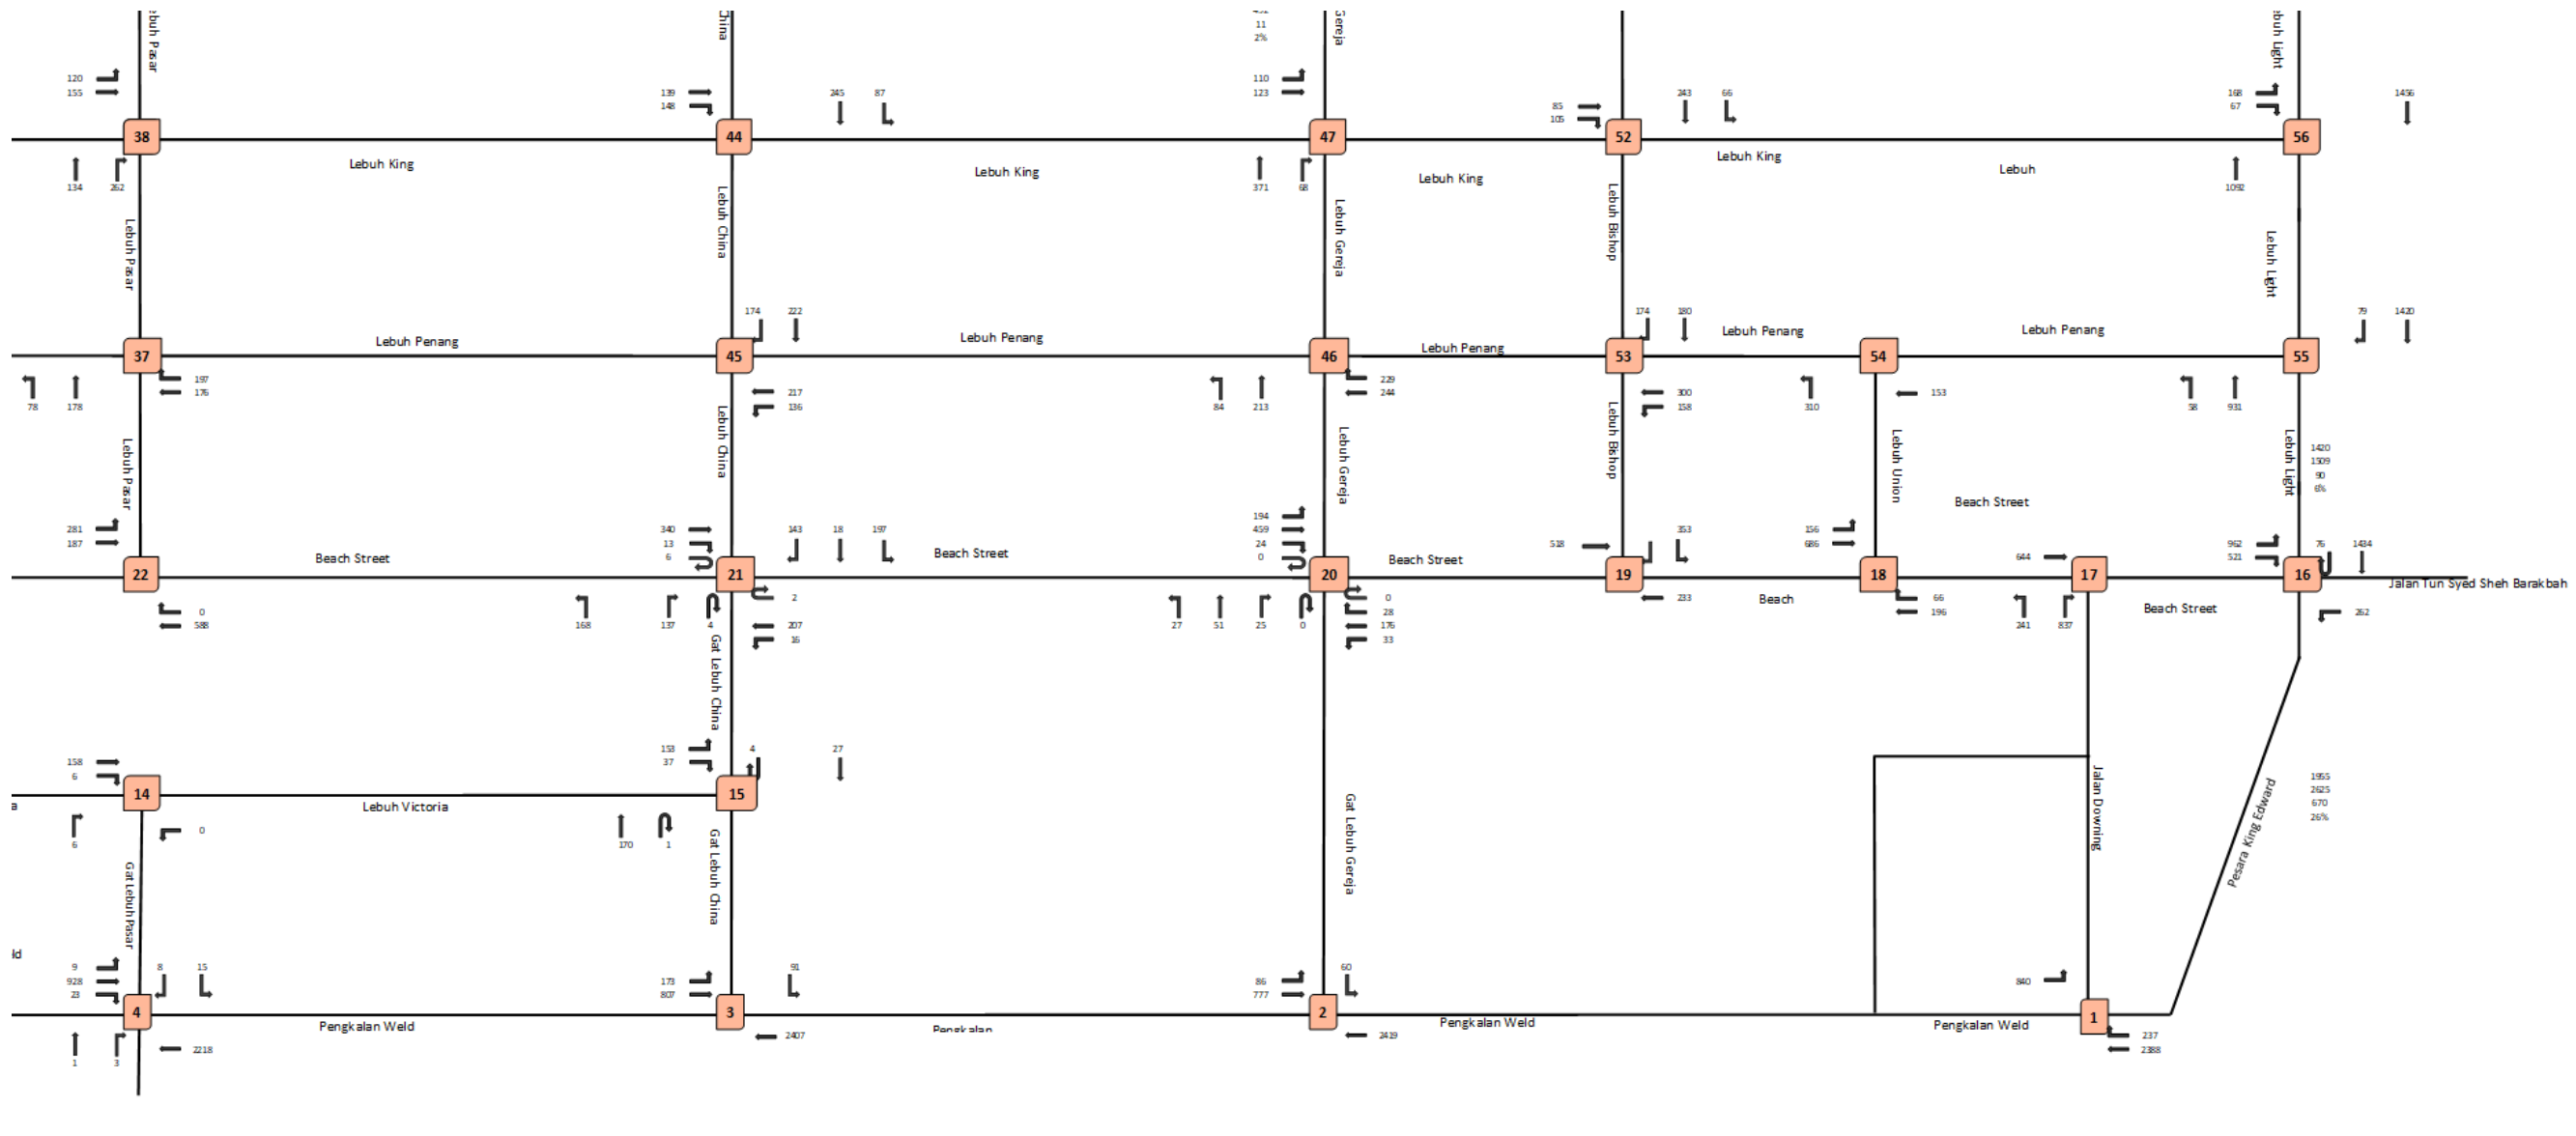 11
2%
120
155
139
148
245 87
110
123
85
105
243 66
168
67
1456
38
44
47
52
56
134 262
Lebuh King
Lebuh King
371 68
Lebuh King
Lebuh King
Lebuh
1092
Lebuh Pasar
Lebuh China
Lebuh Gereja
Lebuh Bishop
Lebuh Light
174 222
174 180
79 1420
Lebuh Penang
Lebuh Penang
Lebuh Penang
Lebuh Penang
Lebuh Penang
37
45
46
53
54
55
78 178
197
176
217
136
84 213
229
244
300
158
310
153
58 931
Lebuh Pasar
Lebuh China
Lebuh Gereja
Lebuh Bishop
Lebuh Union
Lebuh Light
1420
1509
90
6%
Beach Street
281
187
340
13
6
143 18 197
194
459
24
0
518
353
156
686
644
962
521
76 1434
Beach Street
Beach Street
Beach Street
22
21
20
19
18
17
16
Jalan Tun Syed Sheh Barakbah
0
588
168 137 4
2
207
16
27 51 25 0
0
28
176
33
233
Beach
66
196
241 837
Beach Street
262
Gat Lebuh China
158
6
153
37
4 27
14
15
Lebuh Victoria
6
0
170 1
Gat Lebuh Pasar
Gat Lebuh China
Gat Lebuh Gereja
Jalan Downing
Pesara King Edward
1955
2625
670
26%
9
928
23
8 15
173
807
91
86
777
60
840
4
3
2
1
Pengkalan Weld
Pengkalan
Pengkalan Weld
Pengkalan Weld
1 3
2218
2407
2419
237
2388